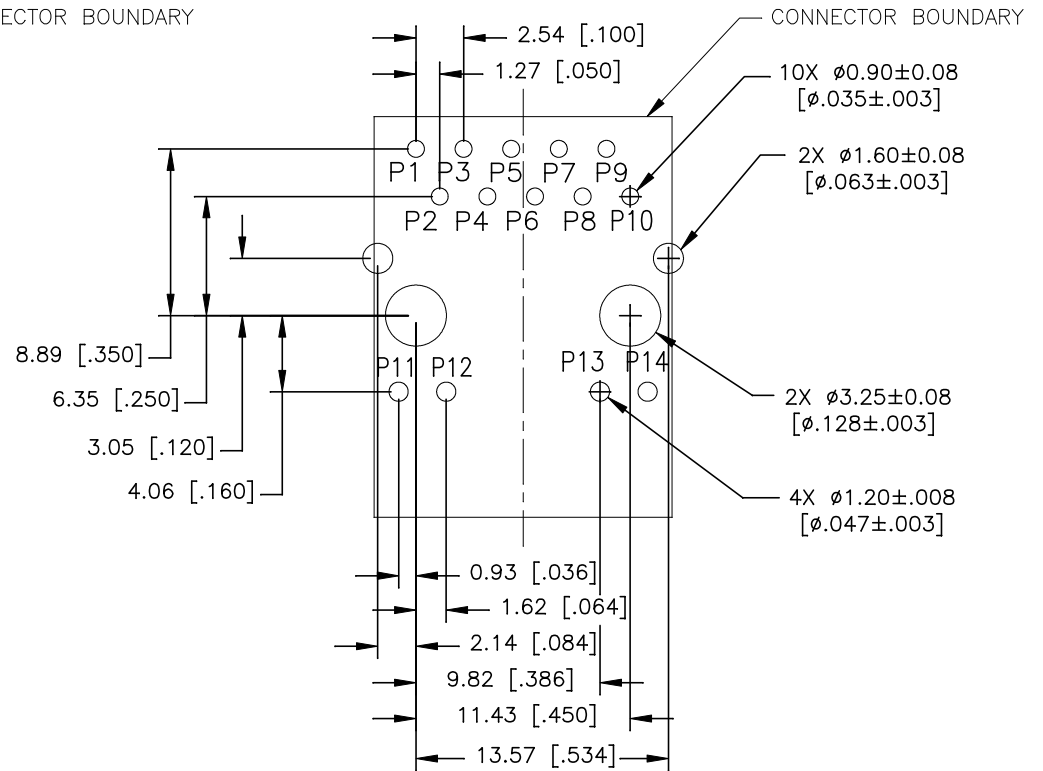 ECTOR BOUNDARY
CONNECTOR BOUNDARY
2.54 [.100]
1.27 [.050]
10X ⌀0.90±0.08
[⌀.035±.003]
2X ⌀1.60±0.08
[⌀.063±.003]
P1 P3 P5 P7 P9
P2 P4 P6 P8 P10
8.89 [.350]
6.35 [.250]
3.05 [.120]
4.06 [.160]
P11 P12 P13 P14
2X ⌀3.25±0.08
[⌀.128±.003]
4X ⌀1.20±.008
[⌀.047±.003]
0.93 [.036]
1.62 [.064]
2.14 [.084]
9.82 [.386]
11.43 [.450]
13.57 [.534]